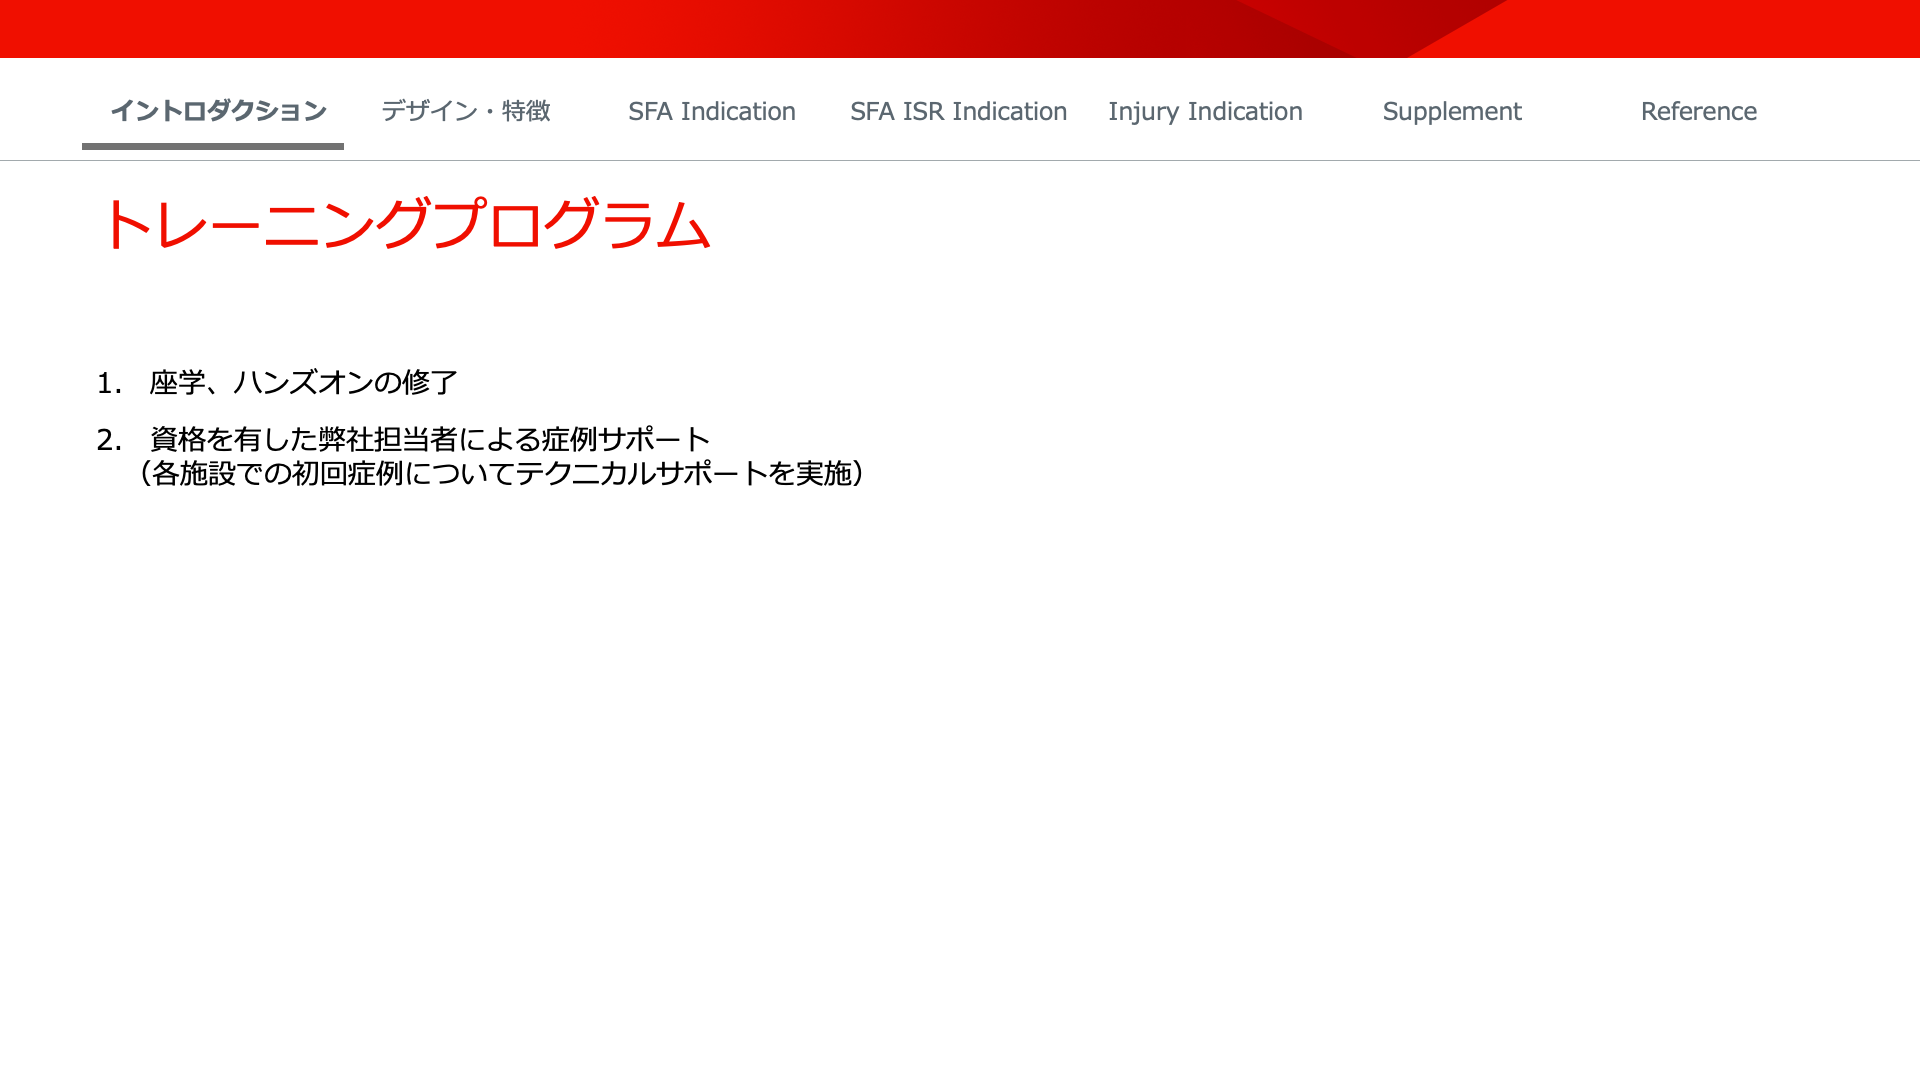 イントロダクション デザイン・特徴 SFA Indication SFA ISR Indication Injury Indication Supplement Reference
トレーニングプログラム
1. 座学、ハンズオンの修了
2. 資格を有した弊社担当者による症例サポート
（各施設での初回症例についてテクニカルサポートを実施）